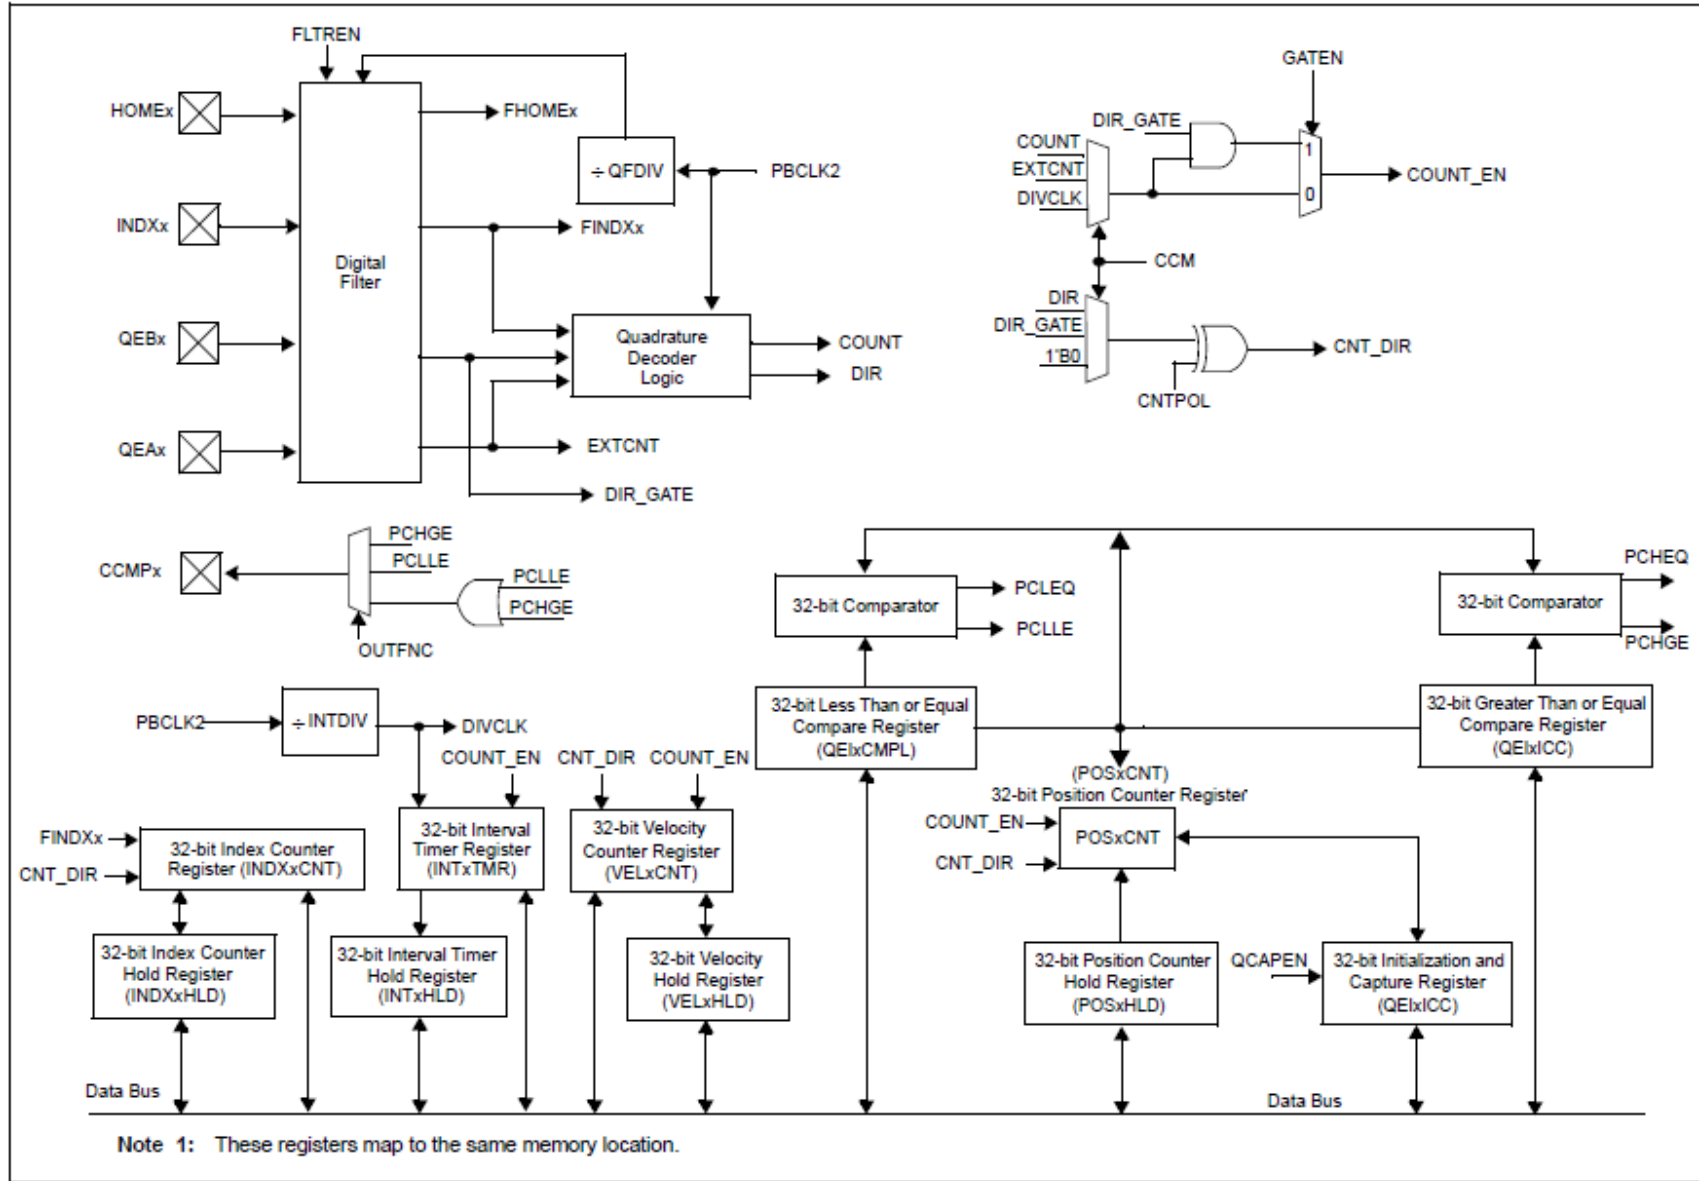 FLTREN
HOMEx
FHOMEx
÷ QFDIV
PBCLK2
INDXx
FINDXx
Digital
Filter
QEBx
Quadrature
Decoder
Logic
COUNT
DIR
QEAx
EXTCNT
DIR_GATE
GATEN
DIR_GATE
COUNT
EXTCNT
DIVCLK
1
0
COUNT_EN
CCM
DIR
DIR_GATE
1'B0
CNT_DIR
CNTPOL
CCMPx
PCHGE
PCLLE
PCLLE
PCHGE
OUTFNC
32-bit Comparator
PCLEQ
PCLLE
32-bit Comparator
PCHEQ
PCHGE
32-bit Less Than or Equal
Compare Register
(QEIxCMPL)
32-bit Greater Than or Equal
Compare Register
(QEIxICC)
PBCLK2
÷ INTDIV
DIVCLK
COUNT_EN
CNT_DIR
COUNT_EN
(POSxCNT)
32-bit Position Counter Register
COUNT_EN
CNT_DIR
POSxCNT
FINDXx
CNT_DIR
32-bit Index Counter
Register (INDXxCNT)
32-bit Interval
Timer Register
(INTxTMR)
32-bit Velocity
Counter Register
(VELxCNT)
32-bit Index Counter
Hold Register
(INDXxHLD)
32-bit Interval Timer
Hold Register
(INTxHLD)
32-bit Velocity
Hold Register
(VELxHLD)
32-bit Position Counter
Hold Register
(POSxHLD)
QCAPEN
32-bit Initialization and
Capture Register
(QEIxICC)
Data Bus
Data Bus
Note 1: These registers map to the same memory location.